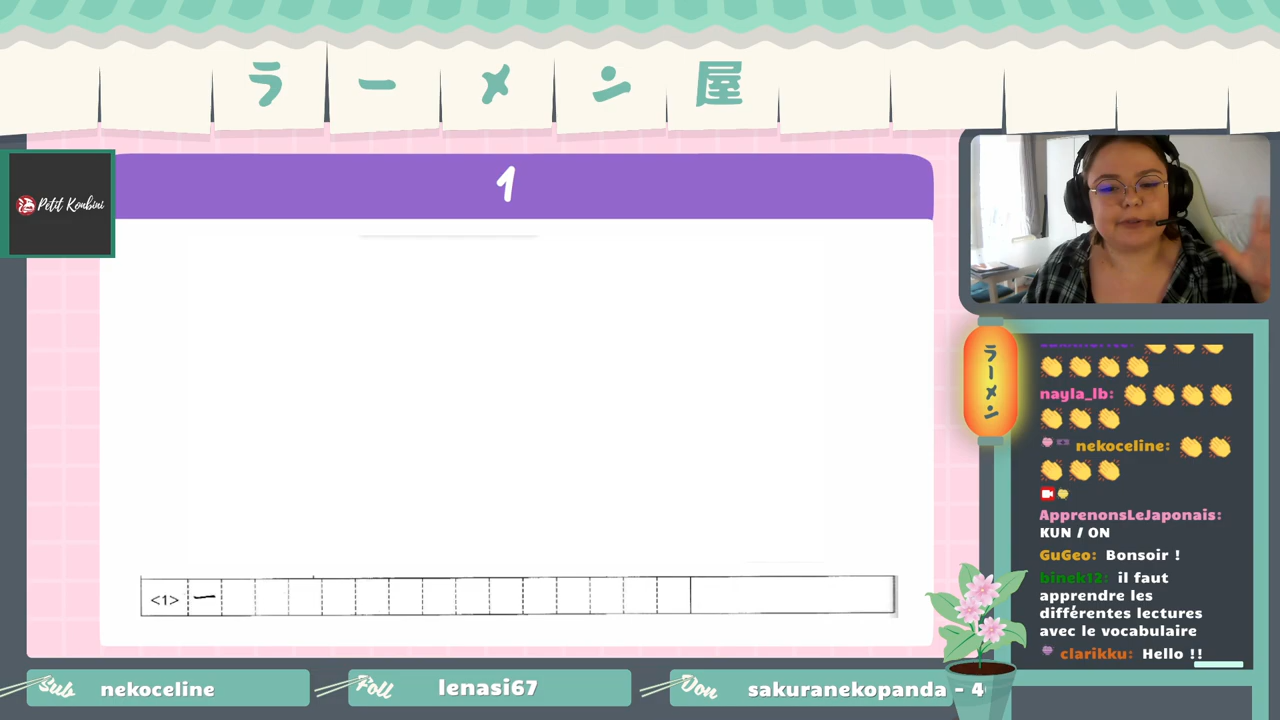 ラーメン屋
Petit Konbini
1
<1> 一
ラーメン
👏👏👏
👏👏👏👏
nayla_lb: 👏👏👏👏
👏👏👏
nekoceline: 👏👏
👏👏👏
ApprenonsLeJaponais:
KUN / ON
GuGeo: Bonsoir !
binek12: il faut
apprendre les
différentes lectures
avec le vocabulaire
clarikku: Hello !!
Sub nekoceline
Foll lenasi67
Don sakuranekopanda - 4